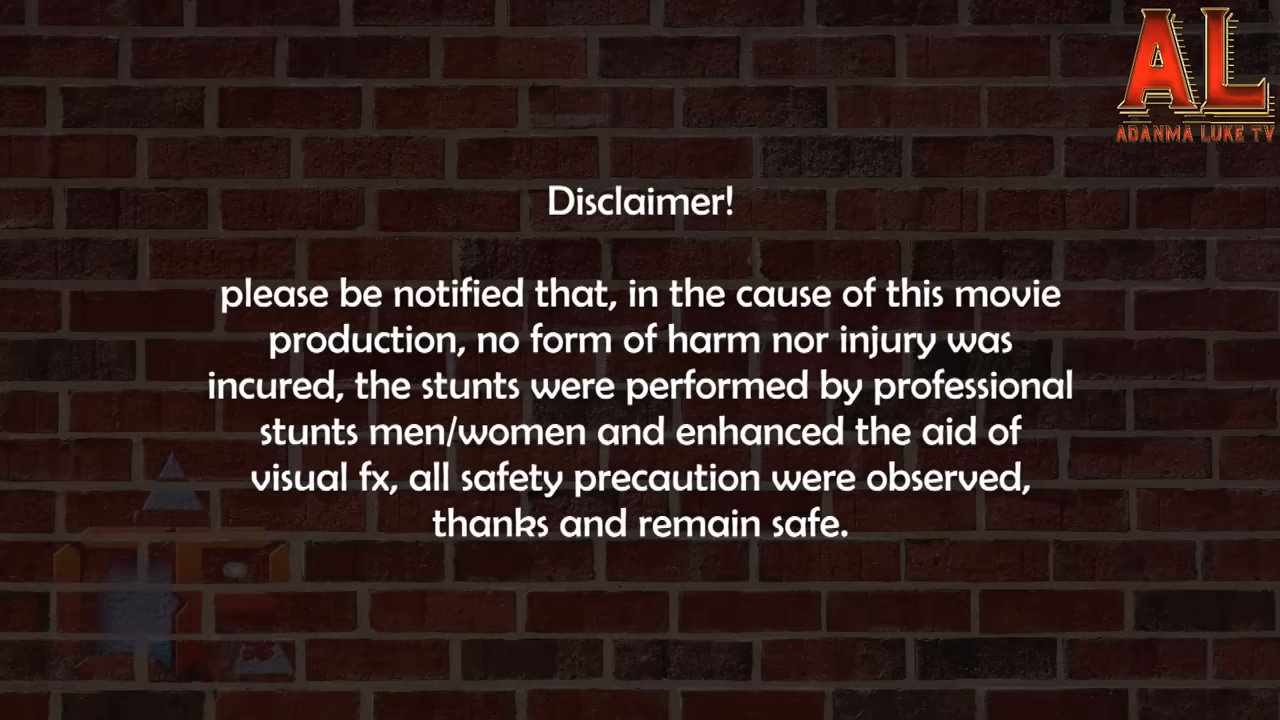 AL
ADANMA LUKE TV
Disclaimer!
please be notified that, in the cause of this movie
production, no form of harm nor injury was
incured, the stunts were performed by professional
stunts men/women and enhanced the aid of
visual fx, all safety precaution were observed,
thanks and remain safe.